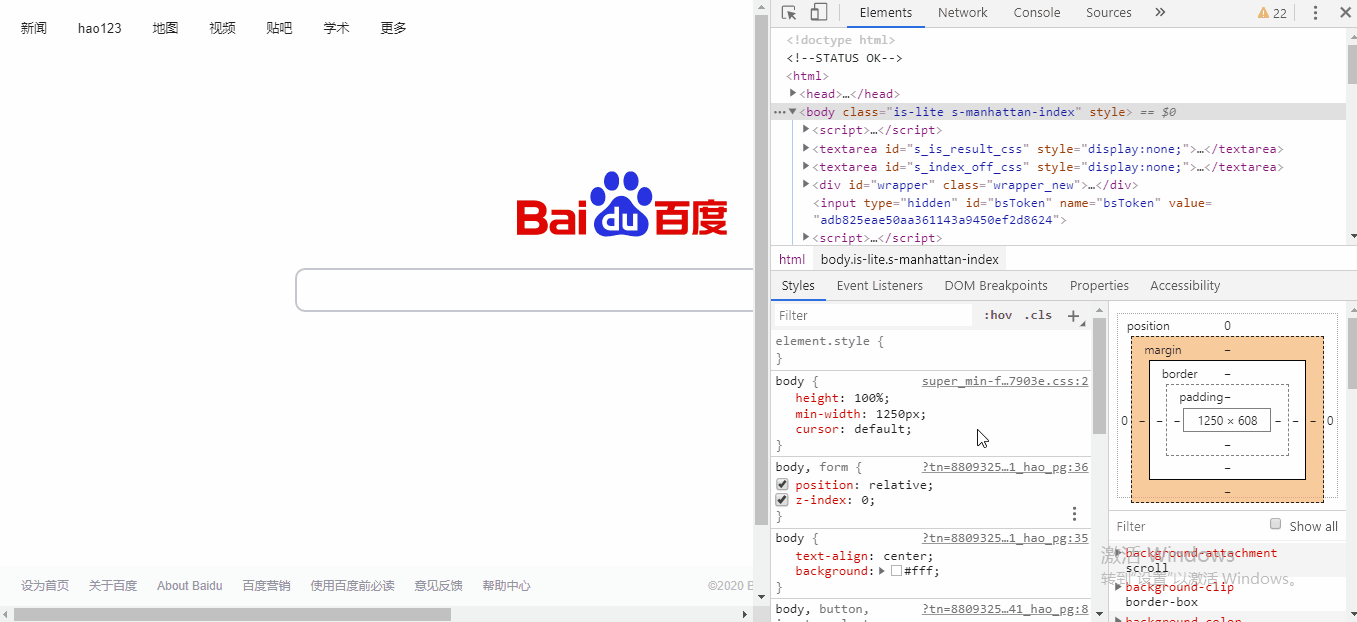 新闻 hao123 地图 视频 贴吧 学术 更多
Bai du 百度
设为首页 关于百度 About Baidu 百度营销 使用百度前必读 意见反馈 帮助中心 ©2020 B
Elements Network Console Sources » 22
<!doctype html>
<!--STATUS OK-->
<html>
<head>…</head>
<body class="is-lite s-manhattan-index" style> == $0
<script>…</script>
<textarea id="s_is_result_css" style="display:none;">…</textarea>
<textarea id="s_index_off_css" style="display:none;">…</textarea>
<div id="wrapper" class="wrapper_new">…</div>
<input type="hidden" id="bsToken" name="bsToken" value=
"adb825eae50aa361143a9450ef2d8624">
<script>…</script>
html body.is-lite.s-manhattan-index
Styles Event Listeners DOM Breakpoints Properties Accessibility
Filter :hov .cls +
element.style {
}
body { super_min-f…7903e.css:2
height: 100%;
min-width: 1250px;
cursor: default;
}
body, form { ?tn=8809325…1_hao_pg:36
position: relative;
z-index: 0;
}
body { ?tn=8809325…1_hao_pg:35
text-align: center;
background: #fff;
}
body, button, ?tn=8809325…41_hao_pg:8
position 0
margin –
border –
padding –
0 – – – 1250 × 608 – – – 0
–
–
–
Filter Show all
background-attachment
scroll
background-clip
border-box
background-color
激活 Windows
转到"设置"以激活 Windows。